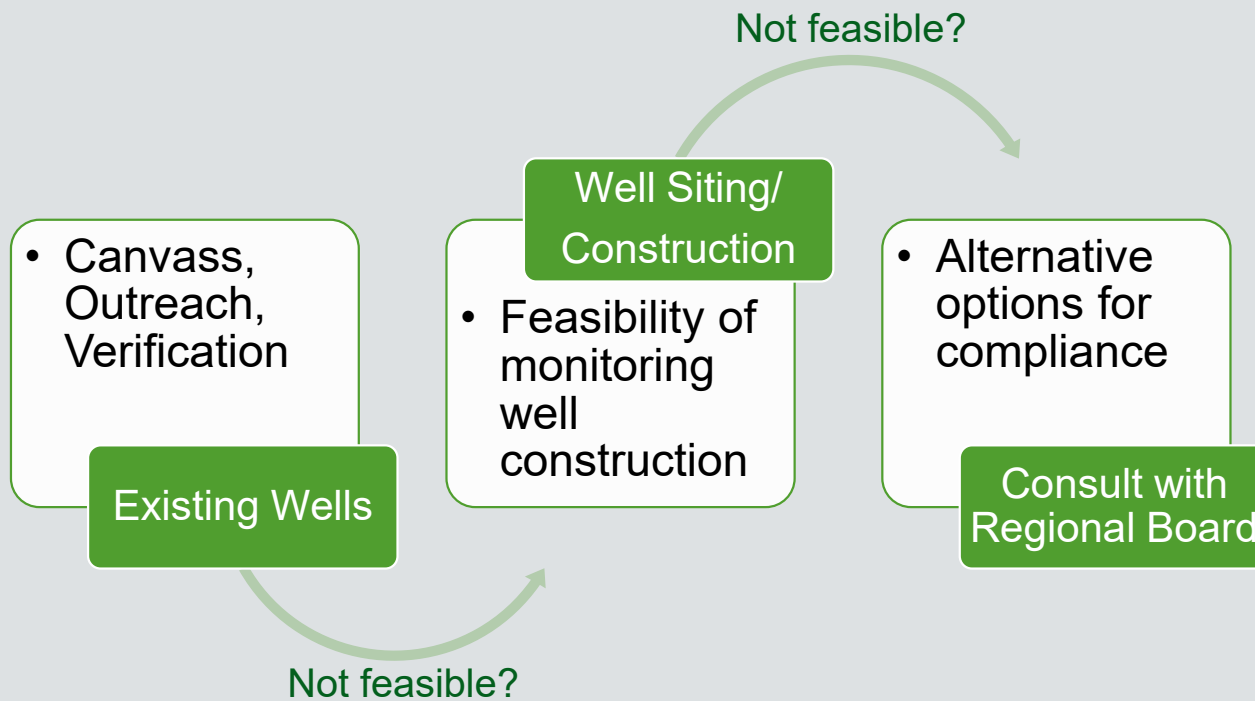 Not feasible?
• Canvass,
Outreach,
Verification
Existing Wells
Not feasible?
Well Siting/
Construction
• Feasibility of
monitoring
well
construction
• Alternative
options for
compliance
Consult with
Regional Board